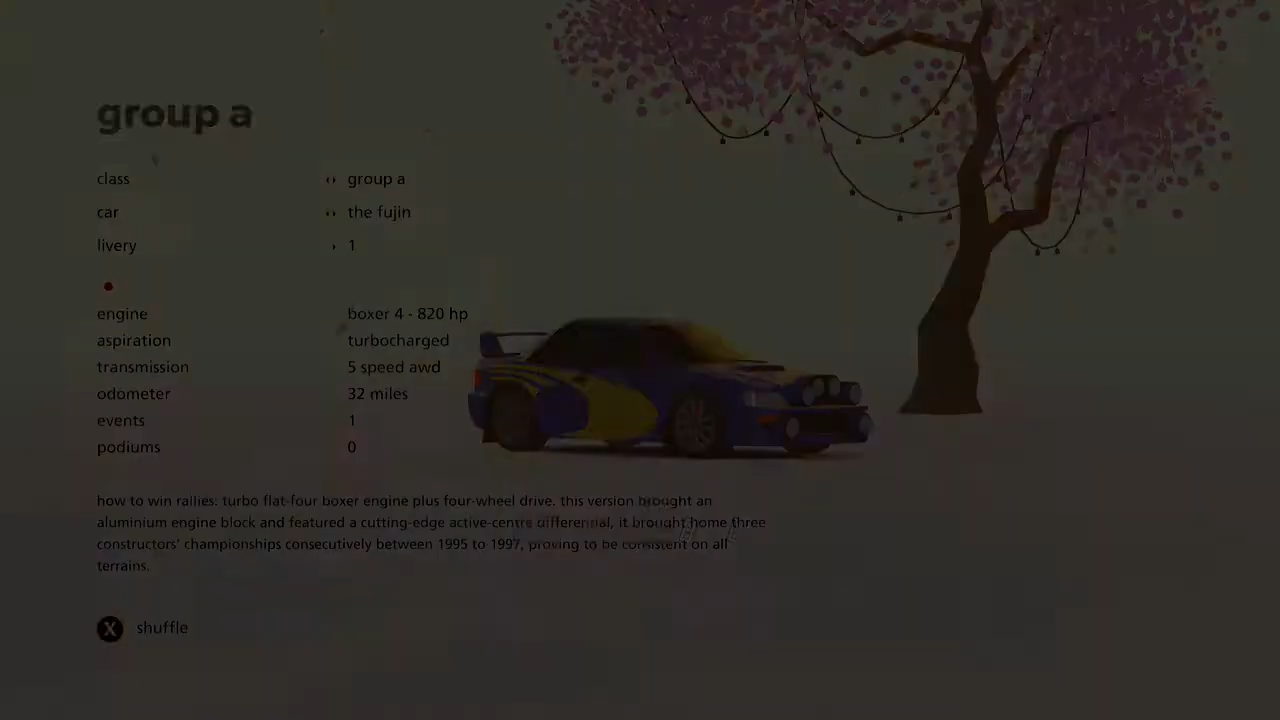 group a
class ‹ › group a
car ‹ › the fujin
livery › 1
engine boxer 4 - 820 hp
aspiration turbocharged
transmission 5 speed awd
odometer 32 miles
events 1
podiums 0
how to win rallies: turbo flat-four boxer engine plus four-wheel drive. this version brought an
aluminium engine block and featured a cutting-edge active-centre differential, it brought home three
constructors' championships consecutively between 1995 to 1997, proving to be consistent on all
terrains.
X shuffle